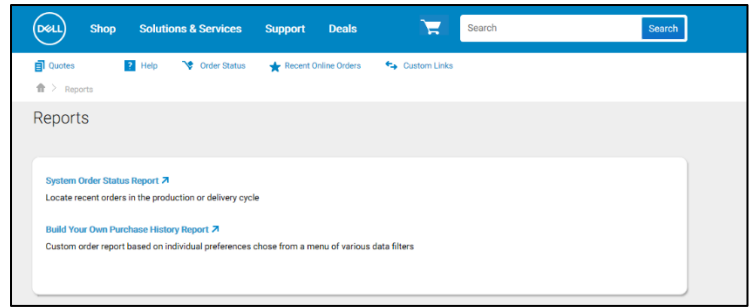 DELL Shop Solutions & Services Support Deals Search Search
Quotes ? Help Order Status Recent Online Orders Custom Links
> Reports
Reports
System Order Status Report
Locate recent orders in the production or delivery cycle
Build Your Own Purchase History Report
Custom order report based on individual preferences chose from a menu of various data filters